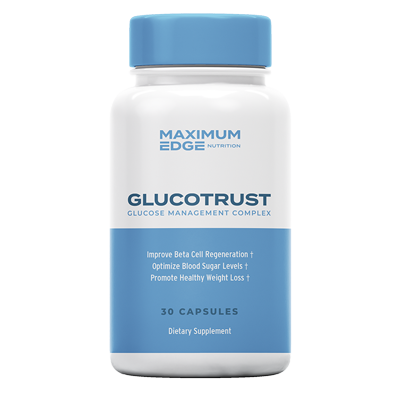 MAXIMUM
EDGE NUTRITION
GLUCOTRUST
GLUCOSE MANAGEMENT COMPLEX
Improve Beta Cell Regeneration †
Optimize Blood Sugar Levels †
Promote Healthy Weight Loss †
30 CAPSULES
Dietary Supplement